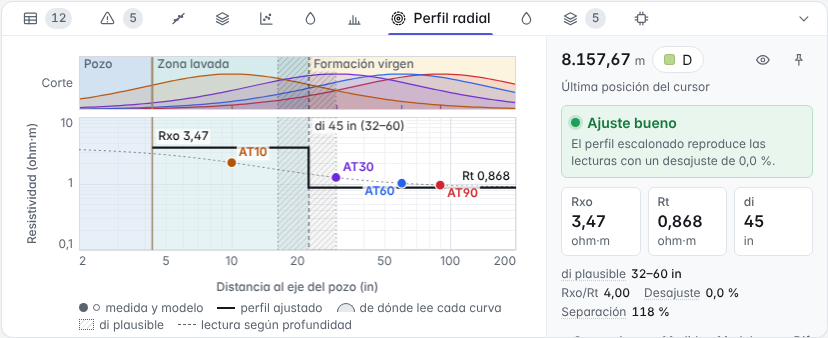 12
5
Perfil radial
5
Pozo
Zona lavada
Formación virgen
Corte
10
1
0,1
Resistividad (ohm·m)
di 45 in (32–60)
Rxo 3,47
AT10
AT30
AT60
AT90
Rt 0,868
2 5 10 20 50 100 200
Distancia al eje del pozo (in)
medida y modelo
perfil ajustado
de dónde lee cada curva
di plausible
lectura según profundidad
8.157,67 m
D
Última posición del cursor
Ajuste bueno
El perfil escalonado reproduce las
lecturas con un desajuste de 0,0 %.
Rxo
3,47
ohm·m
Rt
0,868
ohm·m
di
45
in
di plausible 32–60 in
Rxo/Rt 4,00 Desajuste 0,0 %
Separación 118 %